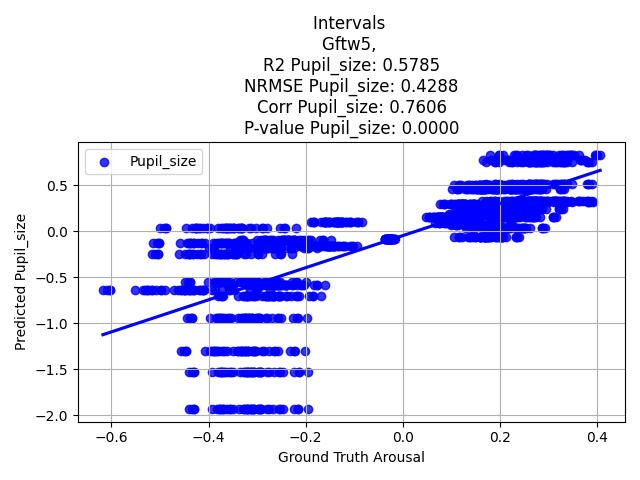 Intervals
Gftw5,
R2 Pupil_size: 0.5785
NRMSE Pupil_size: 0.4288
Corr Pupil_size: 0.7606
P-value Pupil_size: 0.0000
Pupil_size
Predicted Pupil_size
0.5
0.0
−0.5
−1.0
−1.5
−2.0
−0.6 −0.4 −0.2 0.0 0.2 0.4
Ground Truth Arousal